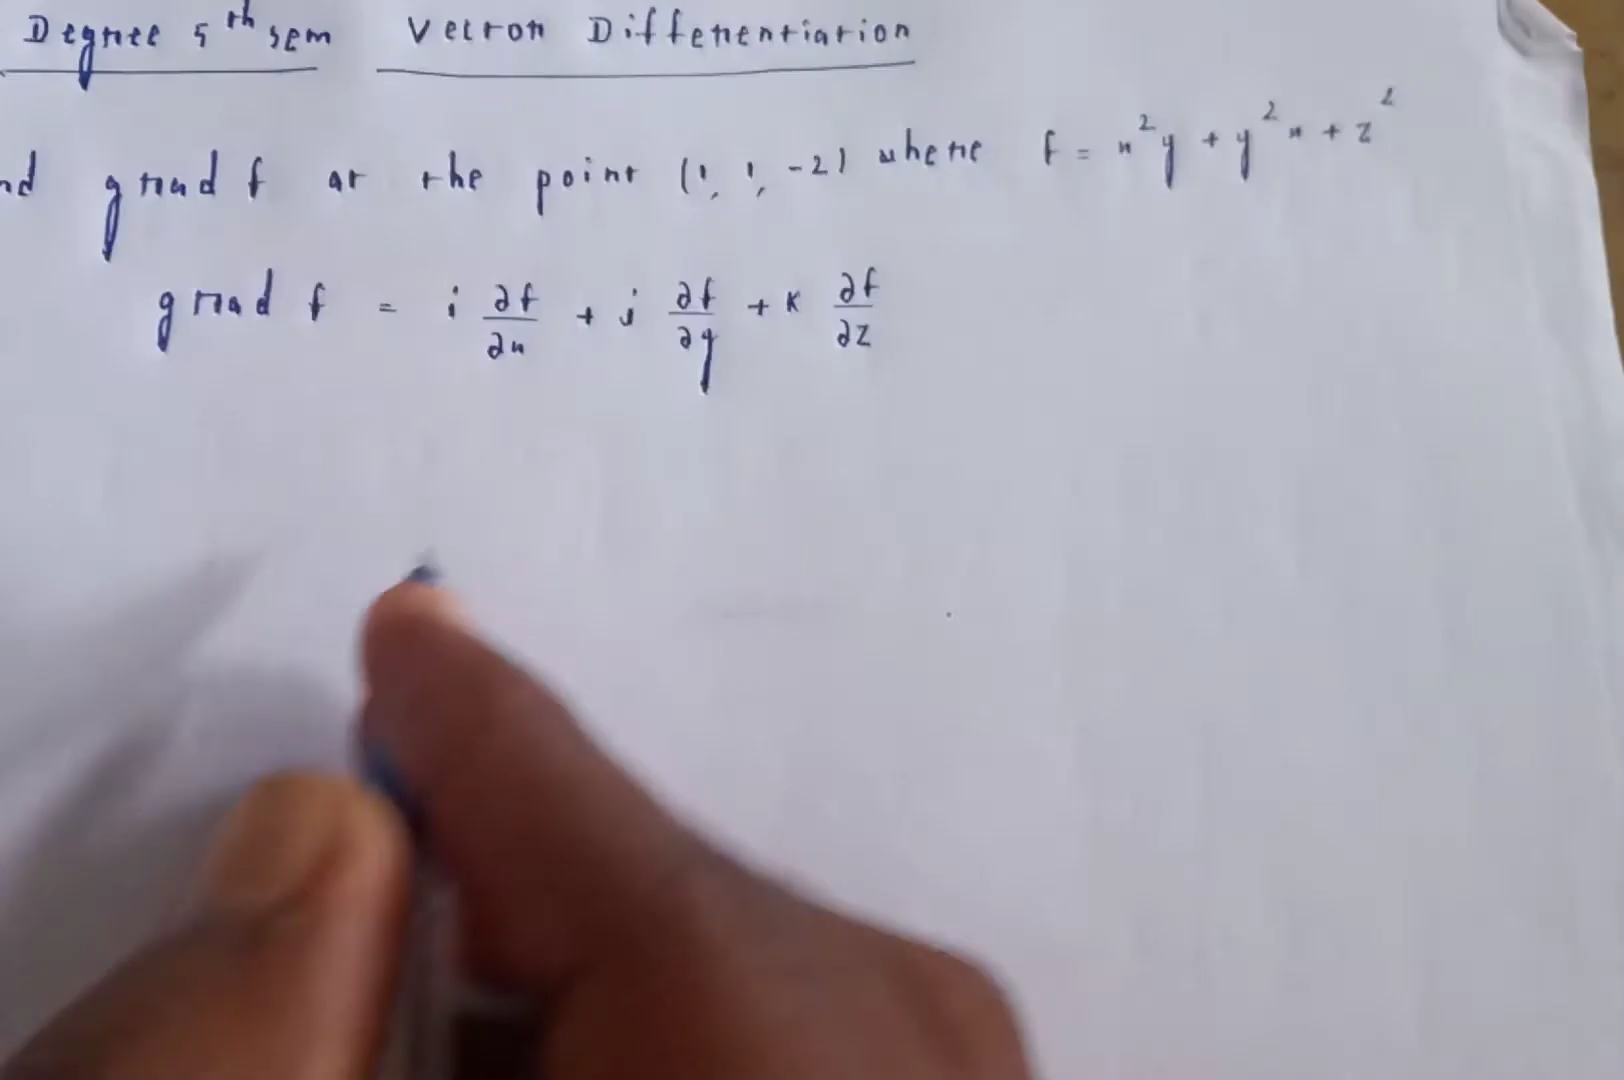 Degree 5th sem Vector Differentiation
nd grad f at the point (1, 1, -2) where f = x²y + y²x + z²
grad f = i ∂f/∂x + j ∂f/∂y + k ∂f/∂z